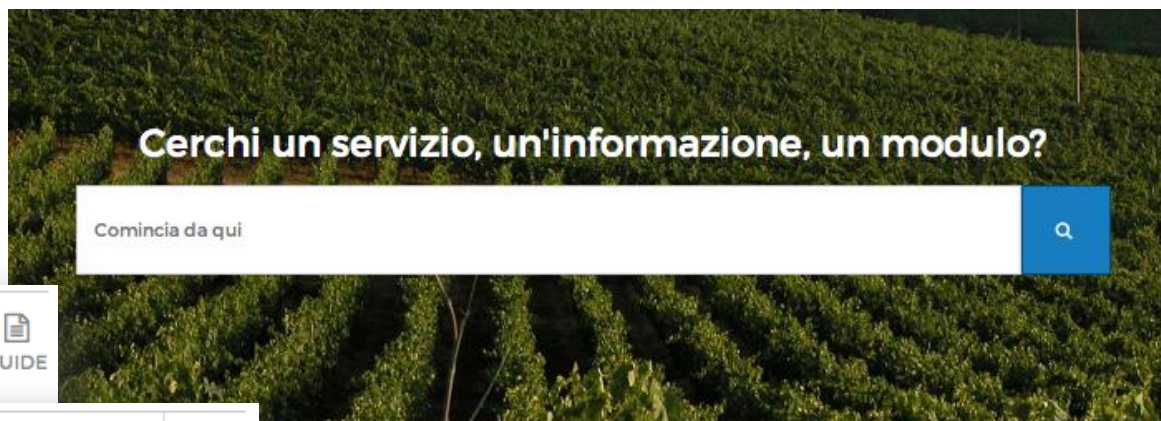 Cerchi un servizio, un'informazione, un modulo?
Comincia da qui
UIDE